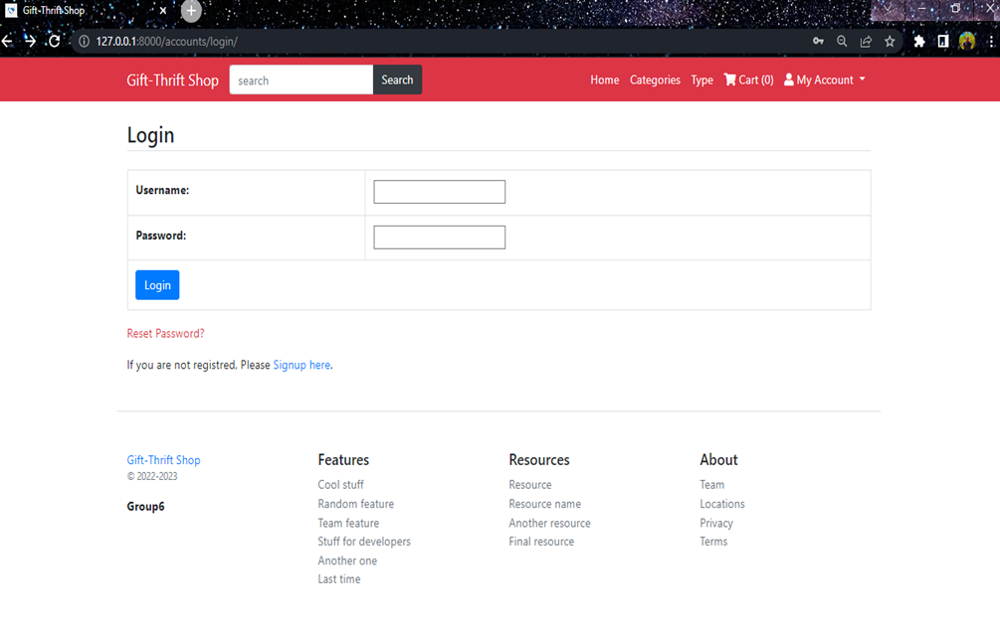 Gift-Thrift Shop
127.0.0.1:8000/accounts/login/
Gift-Thrift Shop search Search Home Categories Type Cart (0) My Account
Login
Username:
Password:
Login
Reset Password?
If you are not registred, Please Signup here.
Gift-Thrift Shop
© 2022-2023
Group6
Features
Cool stuff
Random feature
Team feature
Stuff for developers
Another one
Last time
Resources
Resource
Resource name
Another resource
Final resource
About
Team
Locations
Privacy
Terms